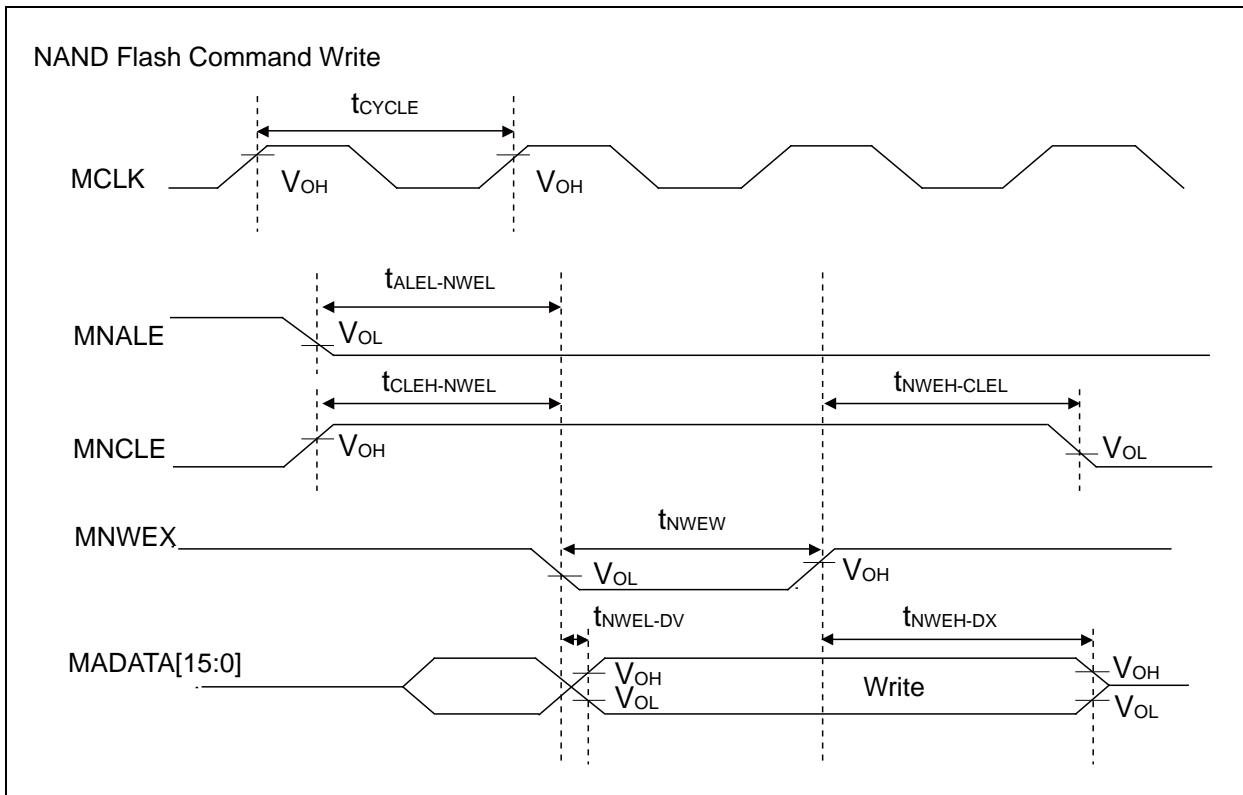 NAND Flash Command Write
tCYCLE
MCLK
VOH
VOH
tALEL-NWEL
MNALE
VOL
tCLEH-NWEL
tNWEH-CLEL
MNCLE
VOH
VOL
MNWEX
tNWEW
VOL
VOH
tNWEL-DV
tNWEH-DX
MADATA[15:0]
VOH
VOL
Write
VOH
VOL